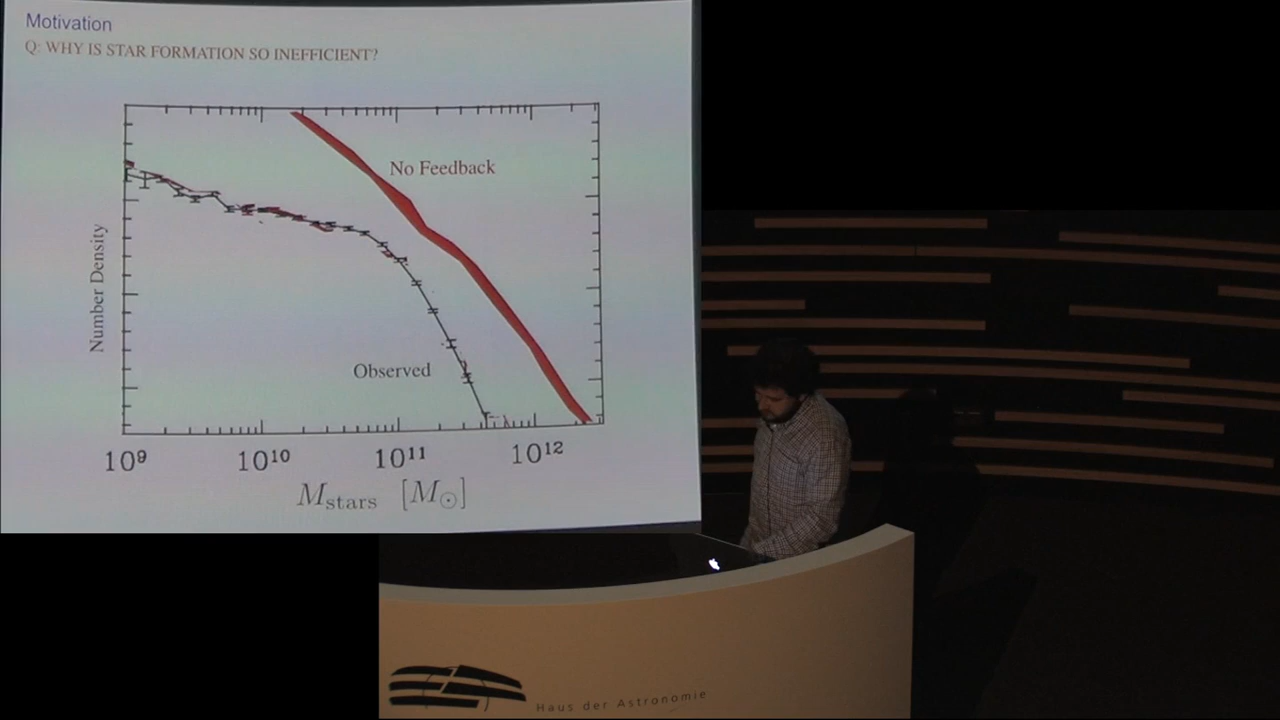 Motivation
Q: WHY IS STAR FORMATION SO INEFFICIENT?
No Feedback
Number Density
Observed
10⁹ 10¹⁰ 10¹¹ 10¹²
M_stars [M_⊙]
Haus der Astronomie